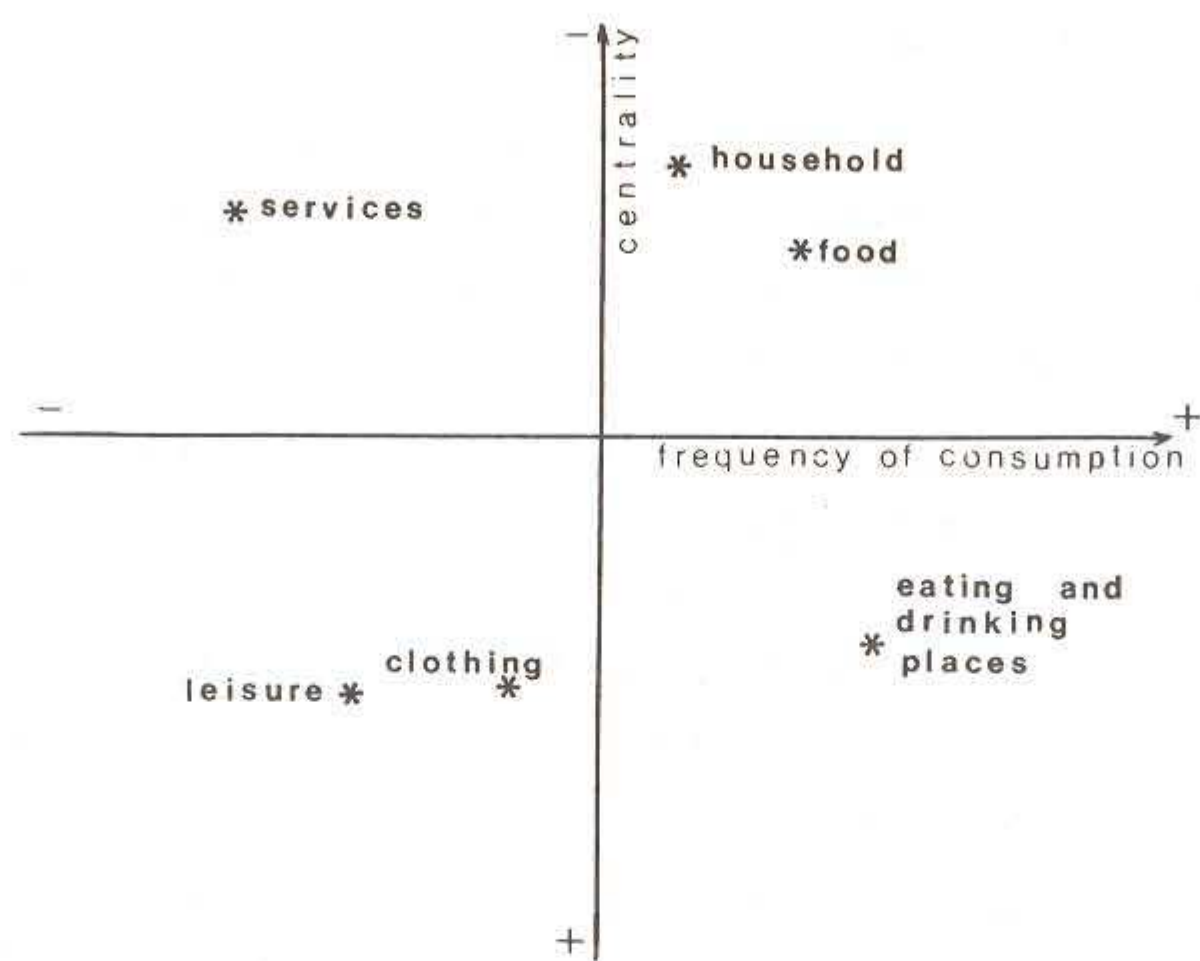 −
centrality
* household
* services
* food
−
+
frequency of consumption
eating and
* drinking
places
clothing
leisure *
*
+